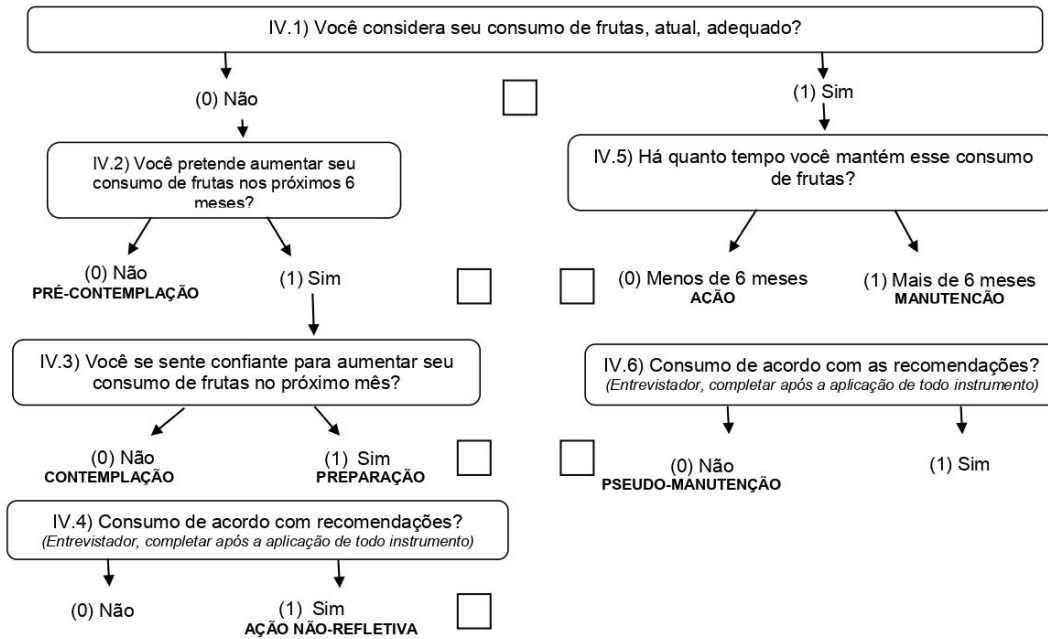 IV.1) Você considera seu consumo de frutas, atual, adequado?
(0) Não
(1) Sim
IV.2) Você pretende aumentar seu
consumo de frutas nos próximos 6
meses?
(0) Não
PRÉ-CONTEMPLAÇÃO
(1) Sim
IV.3) Você se sente confiante para aumentar seu
consumo de frutas no próximo mês?
(0) Não
CONTEMPLAÇÃO
(1) Sim
PREPARAÇÃO
IV.4) Consumo de acordo com recomendações?
(Entrevistador, completar após a aplicação de todo instrumento)
(0) Não
(1) Sim
AÇÃO NÃO-REFLETIVA
IV.5) Há quanto tempo você mantém esse consumo
de frutas?
(0) Menos de 6 meses
AÇÃO
(1) Mais de 6 meses
MANUTENCÃO
IV.6) Consumo de acordo com as recomendações?
(Entrevistador, completar após a aplicação de todo instrumento)
(0) Não
PSEUDO-MANUTENÇÃO
(1) Sim